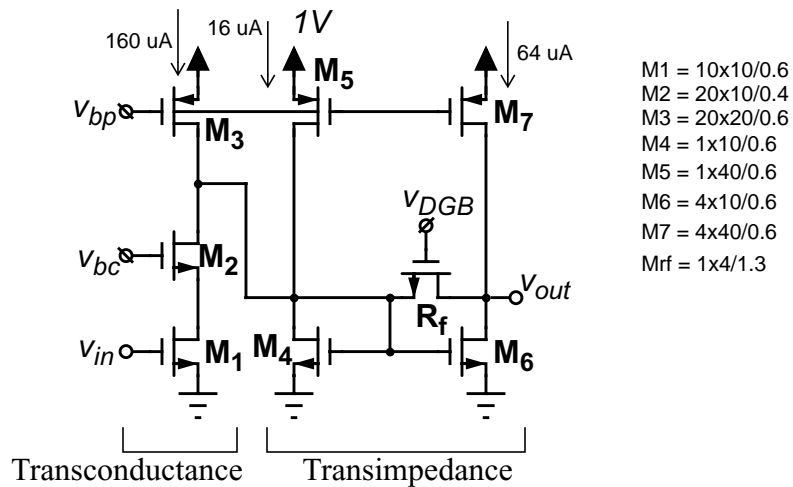 160 uA
16 uA
1V
64 uA
M5
vbp
M3
M7
M1 = 10x10/0.6
M2 = 20x10/0.4
M3 = 20x20/0.6
M4 = 1x10/0.6
M5 = 1x40/0.6
M6 = 4x10/0.6
M7 = 4x40/0.6
Mrf = 1x4/1.3
vDGB
vbc
M2
vout
Rf
vin
M1
M4
M6
Transconductance
Transimpedance